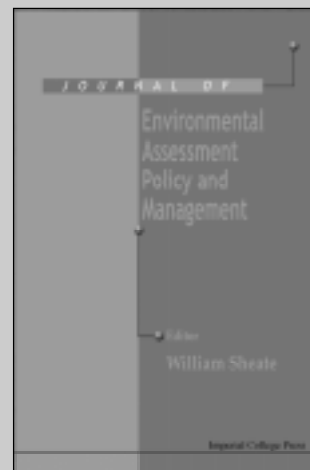 JOURNAL OF
Environmental
Assessment
Policy and
Management
Editor
William Sheate
Imperial College Press